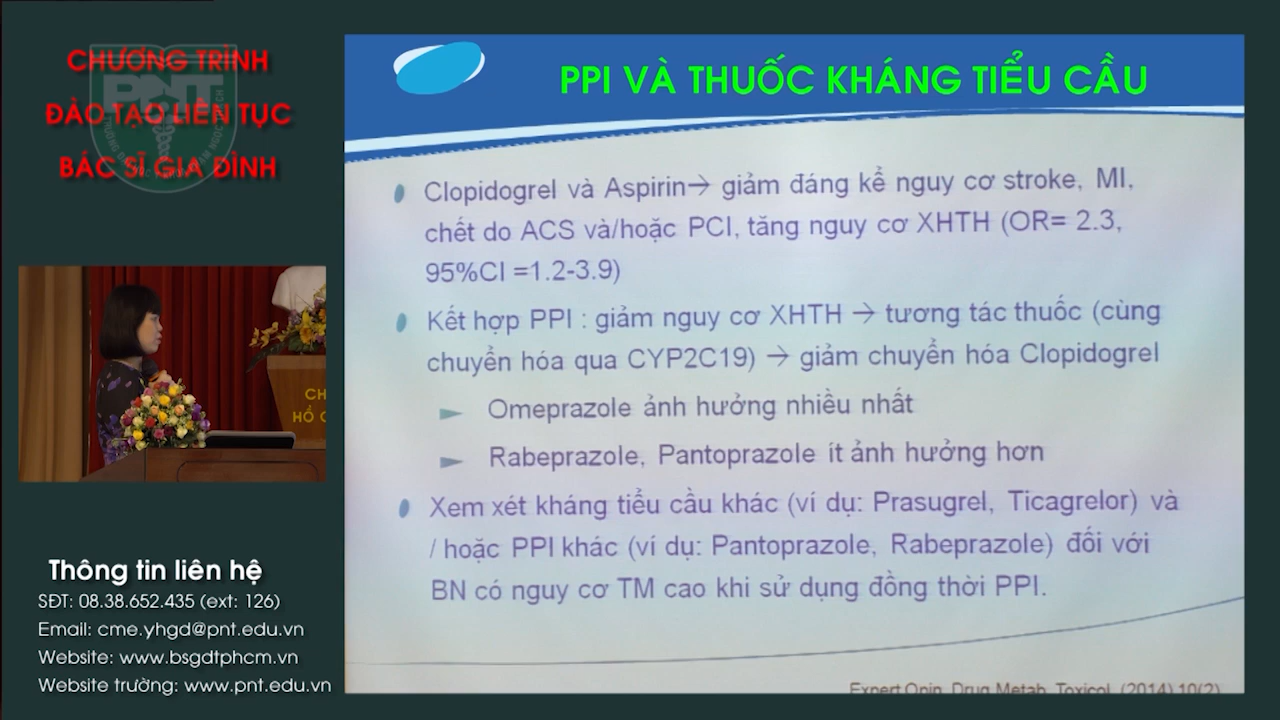 CHƯƠNG TRÌNH
ĐÀO TẠO LIÊN TỤC
BÁC SĨ GIA ĐÌNH
PNT
PPI VÀ THUỐC KHÁNG TIỂU CẦU
Clopidogrel và Aspirin→ giảm đáng kể nguy cơ stroke, MI,
chết do ACS và/hoặc PCI, tăng nguy cơ XHTH (OR= 2.3,
95%CI =1.2-3.9)
Kết hợp PPI : giảm nguy cơ XHTH → tương tác thuốc (cùng
chuyển hóa qua CYP2C19) → giảm chuyển hóa Clopidogrel
Omeprazole ảnh hưởng nhiều nhất
Rabeprazole, Pantoprazole ít ảnh hưởng hơn
Xem xét kháng tiểu cầu khác (ví dụ: Prasugrel, Ticagrelor) và
/ hoặc PPI khác (ví dụ: Pantoprazole, Rabeprazole) đối với
BN có nguy cơ TM cao khi sử dụng đồng thời PPI.
Expert Opin. Drug Metab. Toxicol. (2014) 10(2)
CH
HỒ C
Thông tin liên hệ
SĐT: 08.38.652.435 (ext: 126)
Email: cme.yhgd@pnt.edu.vn
Website: www.bsgdtphcm.vn
Website trường: www.pnt.edu.vn